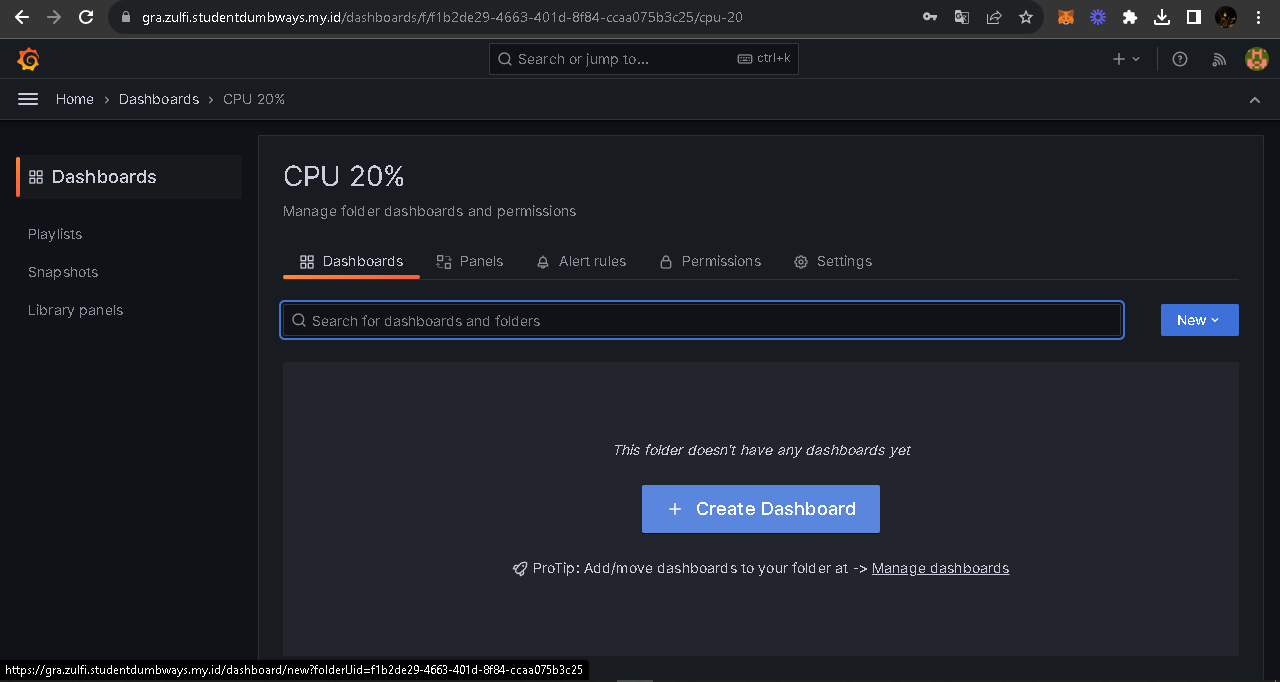 gra.zulfi.studentdumbways.my.id/dashboards/f/f1b2de29-4663-401d-8f84-ccaa075b3c25/cpu-20
Search or jump to... ctrl+k
Home > Dashboards > CPU 20%
Dashboards
Playlists
Snapshots
Library panels
CPU 20%
Manage folder dashboards and permissions
Dashboards Panels Alert rules Permissions Settings
Search for dashboards and folders New
This folder doesn't have any dashboards yet
+ Create Dashboard
ProTip: Add/move dashboards to your folder at -> Manage dashboards
https://gra.zulfi.studentdumbways.my.id/dashboard/new?folderUid=f1b2de29-4663-401d-8f84-ccaa075b3c25